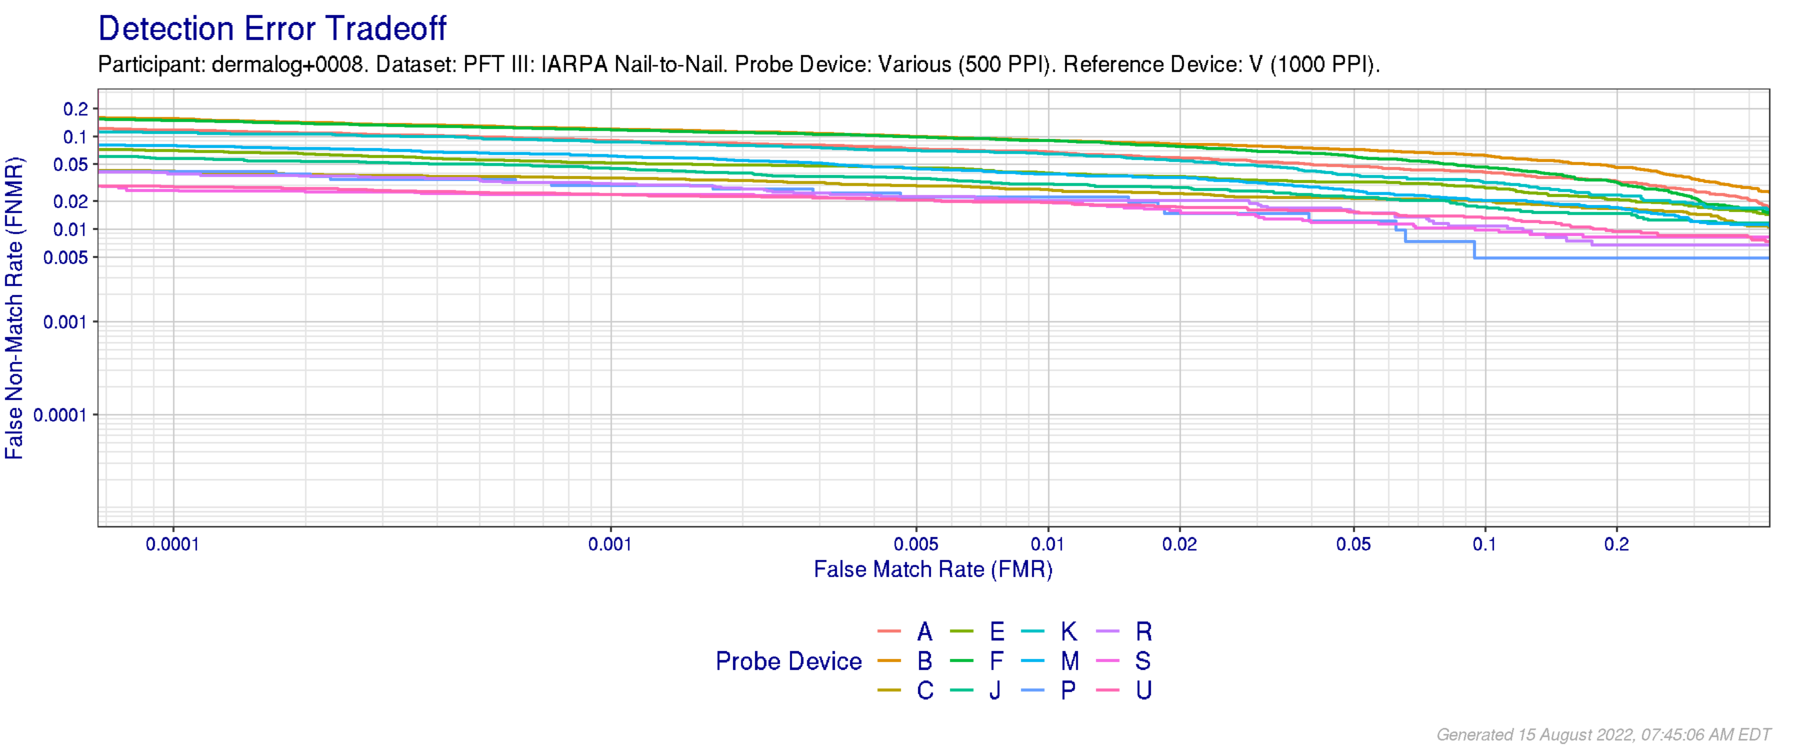 Detection Error Tradeoff
Participant: dermalog+0008. Dataset: PFT III: IARPA Nail-to-Nail. Probe Device: Various (500 PPI). Reference Device: V (1000 PPI).
False Non-Match Rate (FNMR)
0.2
0.1
0.05
0.02
0.01
0.005
0.001
0.0001
0.0001 0.001 0.005 0.01 0.02 0.05 0.1 0.2
False Match Rate (FMR)
A E K R
Probe Device B F M S
C J P U
Generated 15 August 2022, 07:45:06 AM EDT